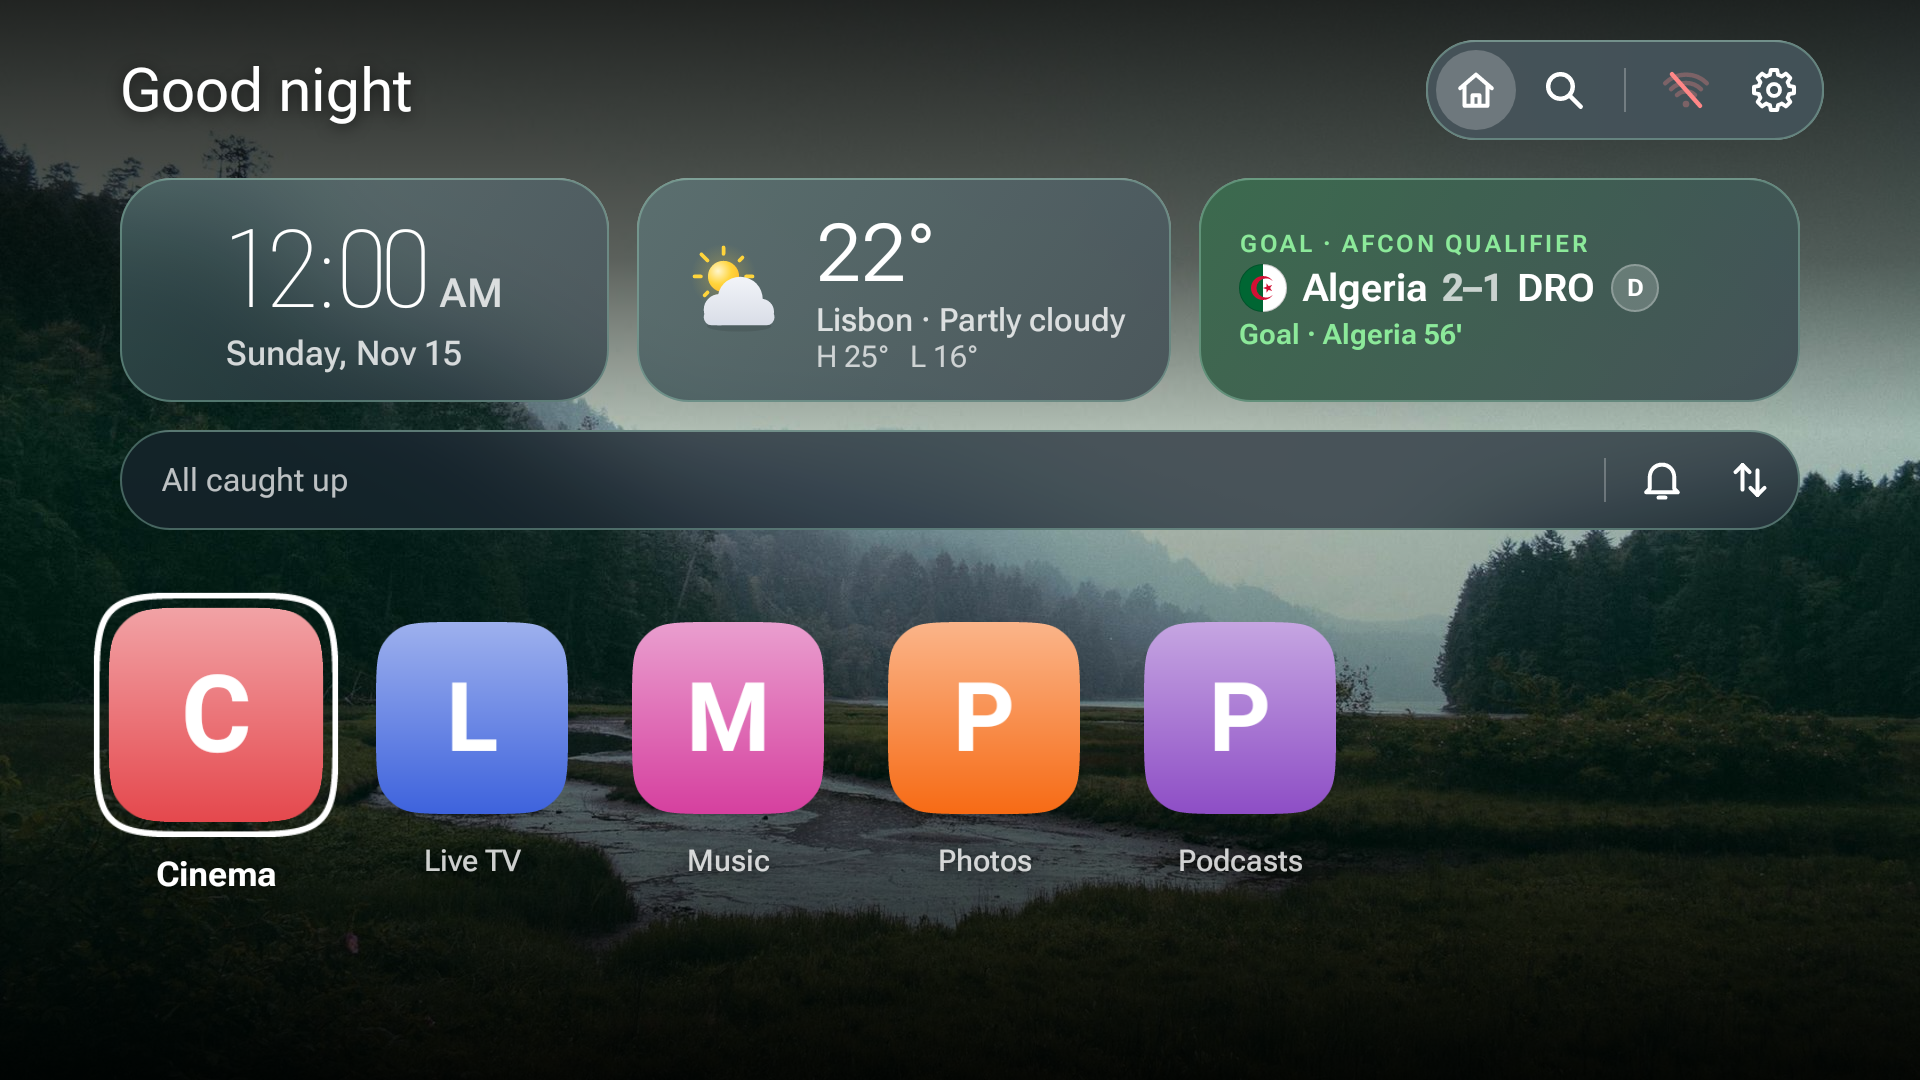 Good night
12:00 AM
Sunday, Nov 15
22°
Lisbon · Partly cloudy
H 25° L 16°
GOAL · AFCON QUALIFIER
Algeria 2–1 DRO D
Goal · Algeria 56'
All caught up
C
L
M
P
P
Cinema
Live TV
Music
Photos
Podcasts